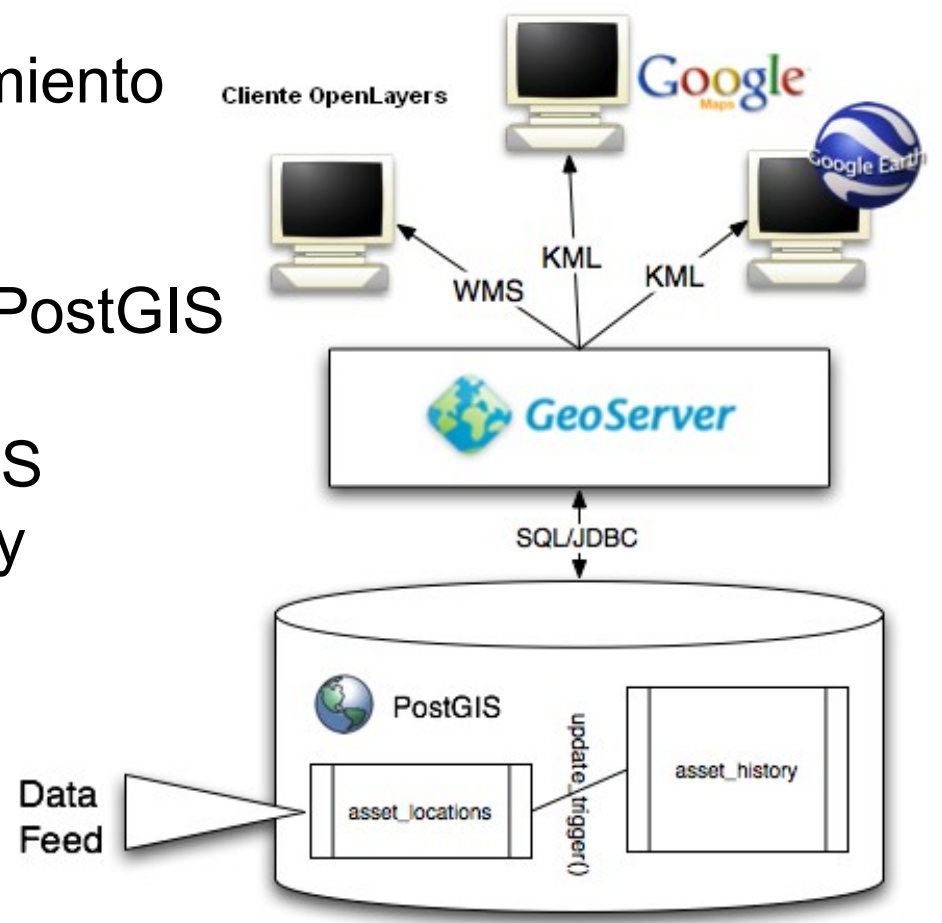 miento
PostGIS
S
y
Cliente OpenLayers
Google
Maps
Google Earth
WMS
KML
KML
GeoServer
SQL/JDBC
PostGIS
update_trigger()
asset_locations
asset_history
Data
Feed